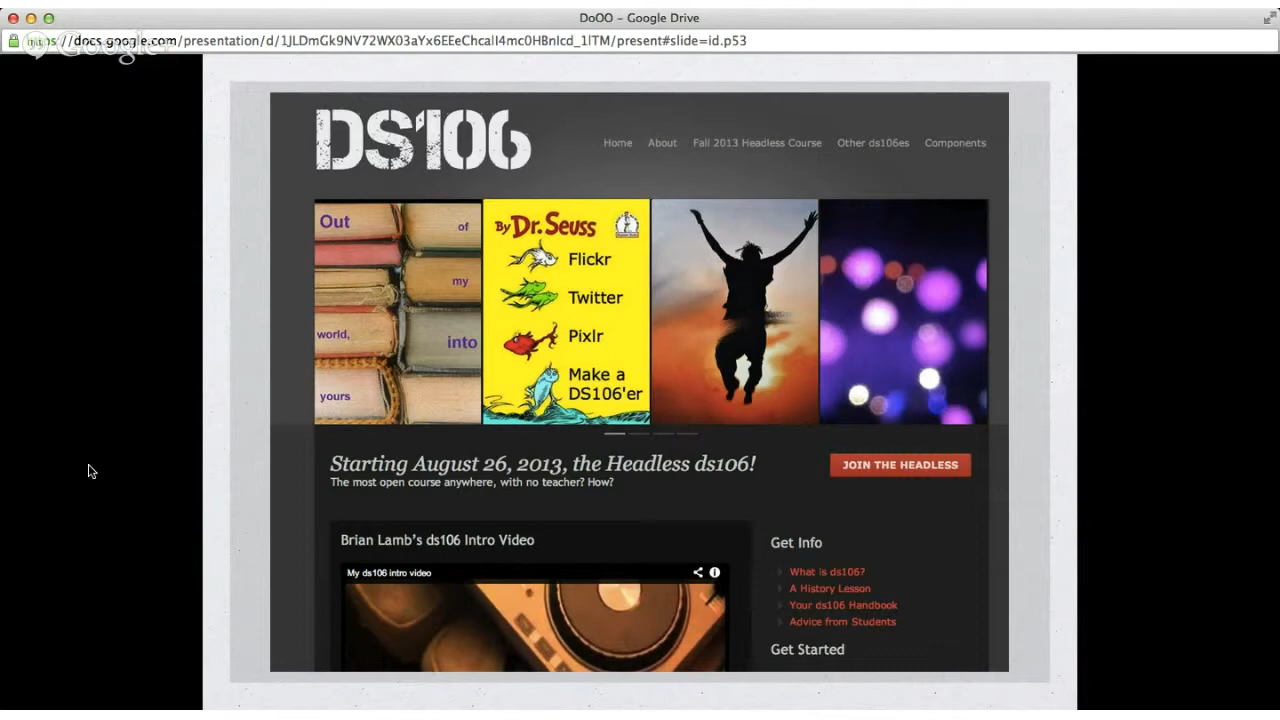 DoOO - Google Drive
https://docs.google.com/presentation/d/1JLDmGk9NV72WX03aYx6EEeChcalI4mc0HBnIcd_1lTM/present#slide=id.p53
Google+
DS106
Home About Fall 2013 Headless Course Other ds106es Components
Out of
my
world,
into
yours
By Dr. Seuss
Flickr
Twitter
Pixlr
Make a
DS106'er
Starting August 26, 2013, the Headless ds106!
The most open course anywhere, with no teacher? How?
JOIN THE HEADLESS
Brian Lamb's ds106 Intro Video
My ds106 intro video
Get Info
What is ds106?
A History Lesson
Your ds106 Handbook
Advice from Students
Get Started